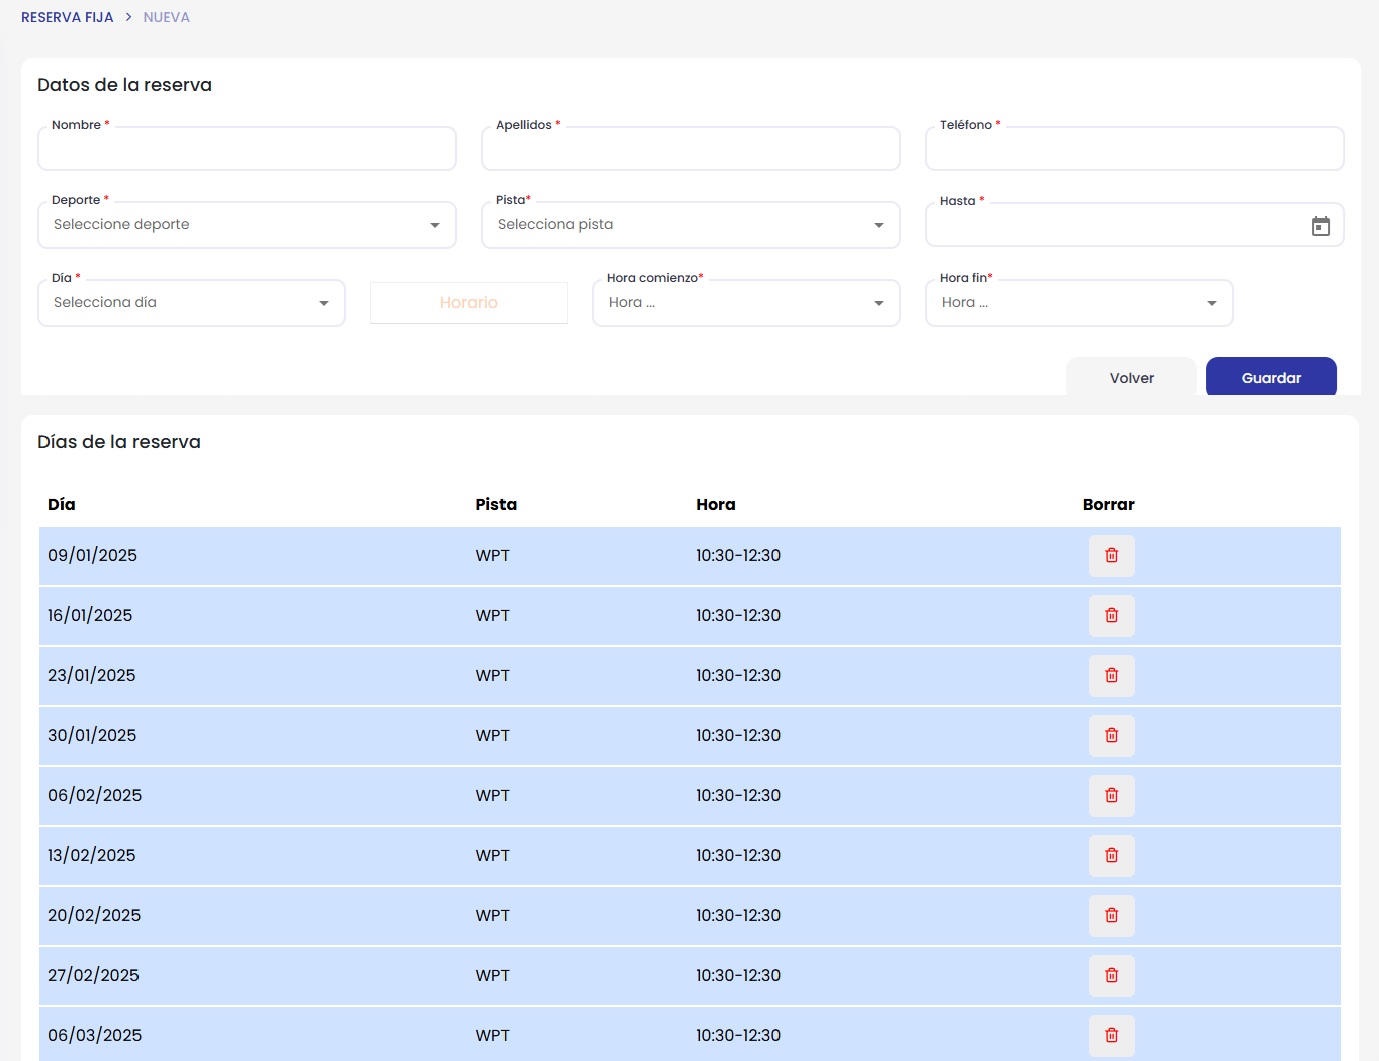 RESERVA FIJA > NUEVA
Datos de la reserva
Nombre * Apellidos * Teléfono *
Deporte * Pista* Hasta *
Seleccione deporte Selecciona pista
Día * Hora comienzo* Hora fin*
Selecciona día Horario Hora ... Hora ...
Volver Guardar
Días de la reserva
Día Pista Hora Borrar
09/01/2025 WPT 10:30-12:30
16/01/2025 WPT 10:30-12:30
23/01/2025 WPT 10:30-12:30
30/01/2025 WPT 10:30-12:30
06/02/2025 WPT 10:30-12:30
13/02/2025 WPT 10:30-12:30
20/02/2025 WPT 10:30-12:30
27/02/2025 WPT 10:30-12:30
06/03/2025 WPT 10:30-12:30